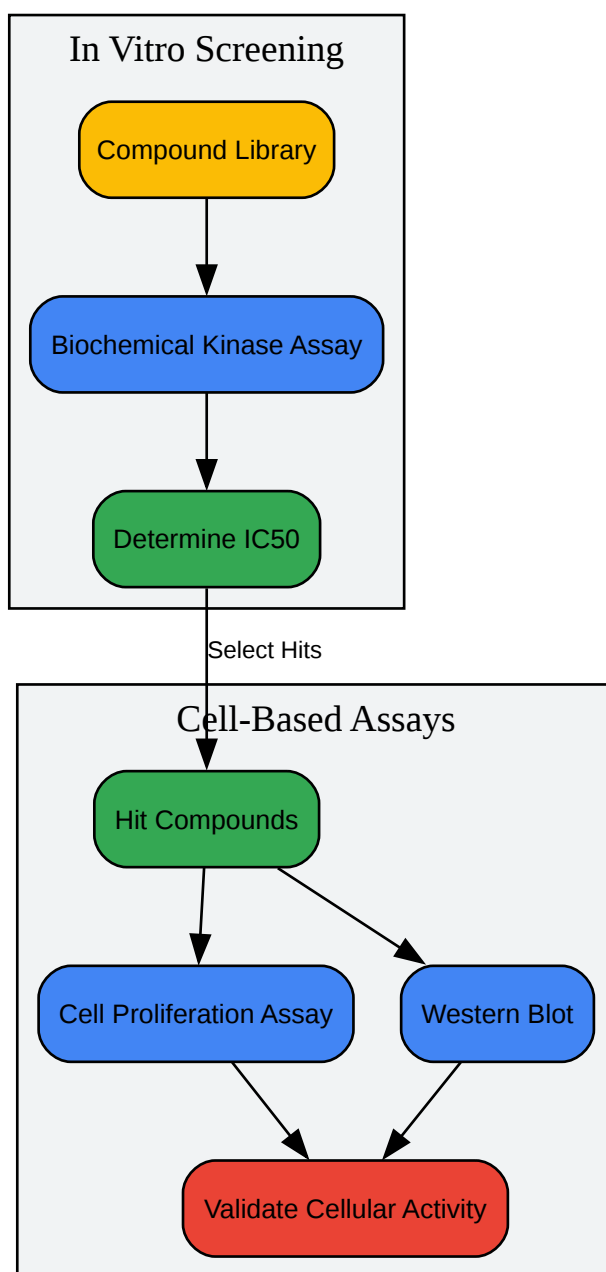 In Vitro Screening
Compound Library
Biochemical Kinase Assay
Determine IC50
Select Hits
Cell-Based Assays
Hit Compounds
Cell Proliferation Assay
Western Blot
Validate Cellular Activity